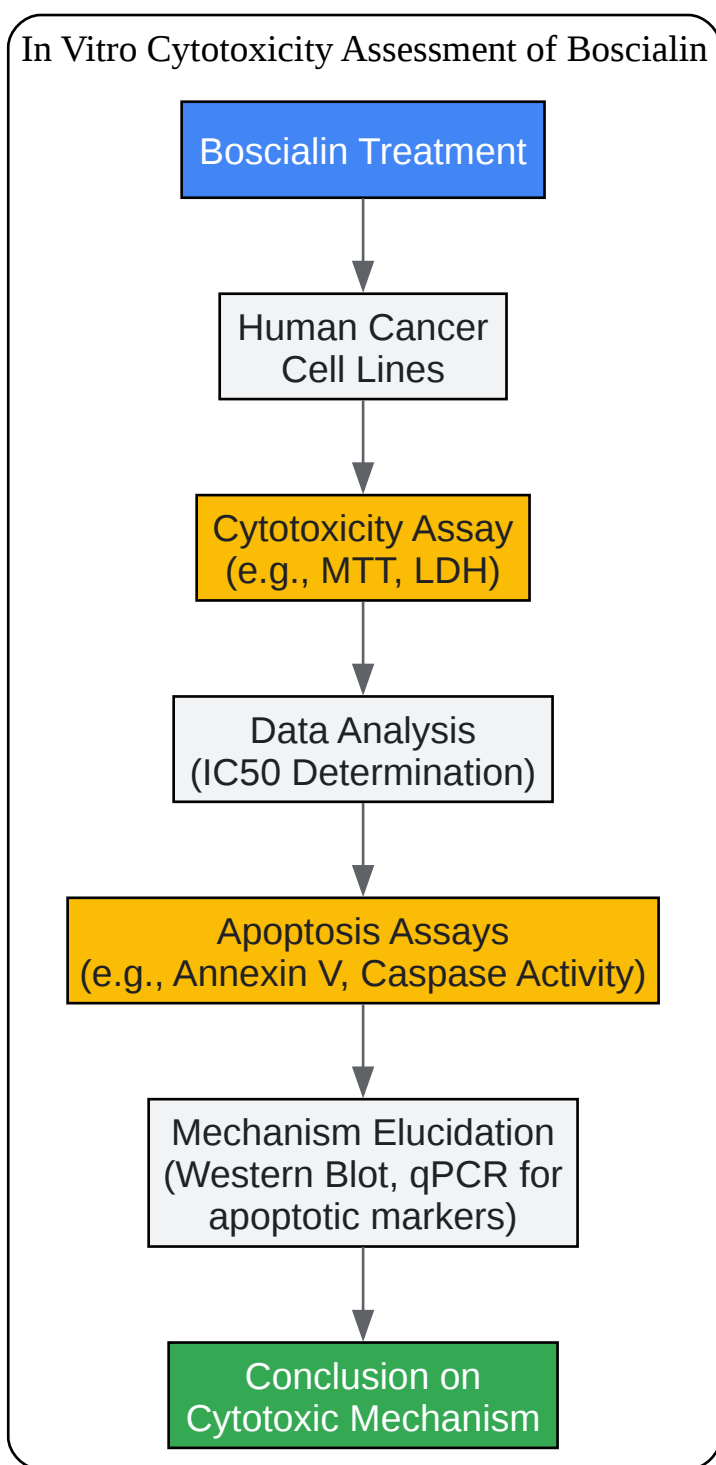 In Vitro Cytotoxicity Assessment of Boscialin
Boscialin Treatment
Human Cancer
Cell Lines
Cytotoxicity Assay
(e.g., MTT, LDH)
Data Analysis
(IC50 Determination)
Apoptosis Assays
(e.g., Annexin V, Caspase Activity)
Mechanism Elucidation
(Western Blot, qPCR for
apoptotic markers)
Conclusion on
Cytotoxic Mechanism